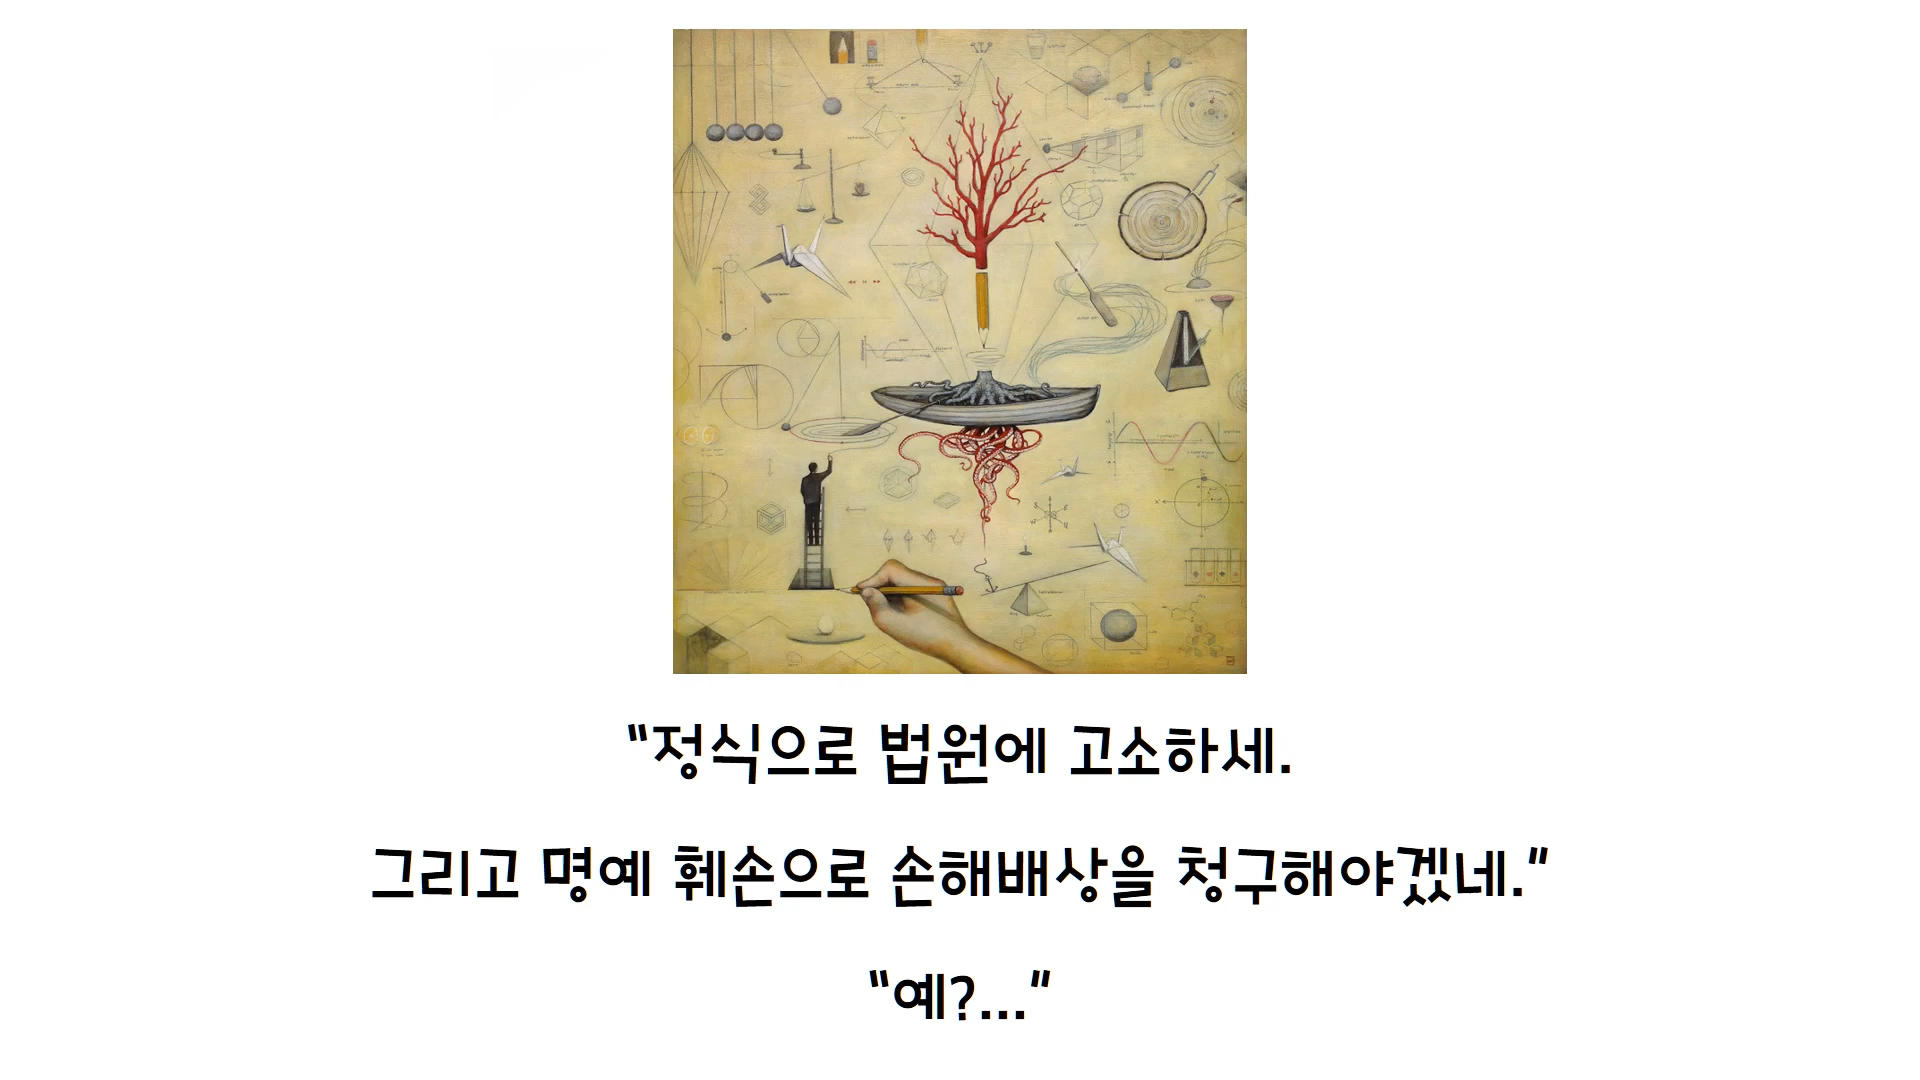 "정식으로 법원에 고소하세.
그리고 명예 훼손으로 손해배상을 청구해야겠네."
"예?..."